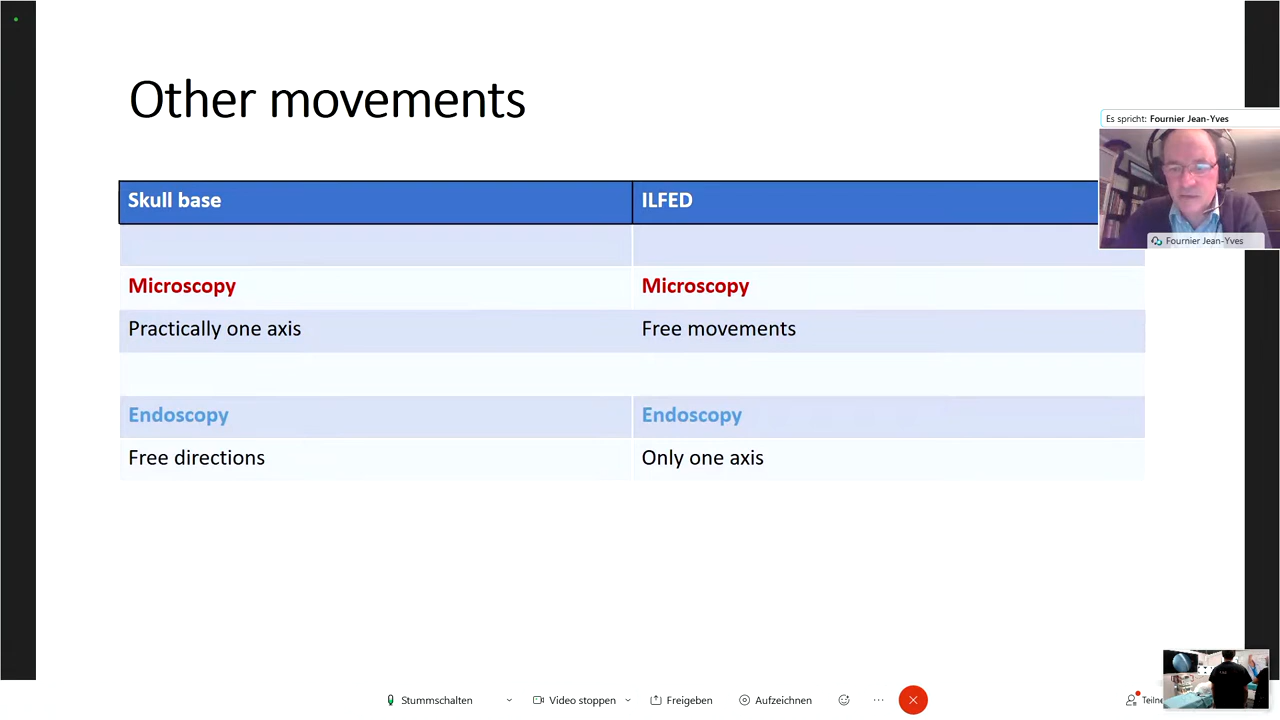 Other movements
Es spricht: Fournier Jean-Yves
Fournier Jean-Yves
Skull base ILFED
Microscopy Microscopy
Practically one axis Free movements
Endoscopy Endoscopy
Free directions Only one axis
Stummschalten Video stoppen Freigeben Aufzeichnen